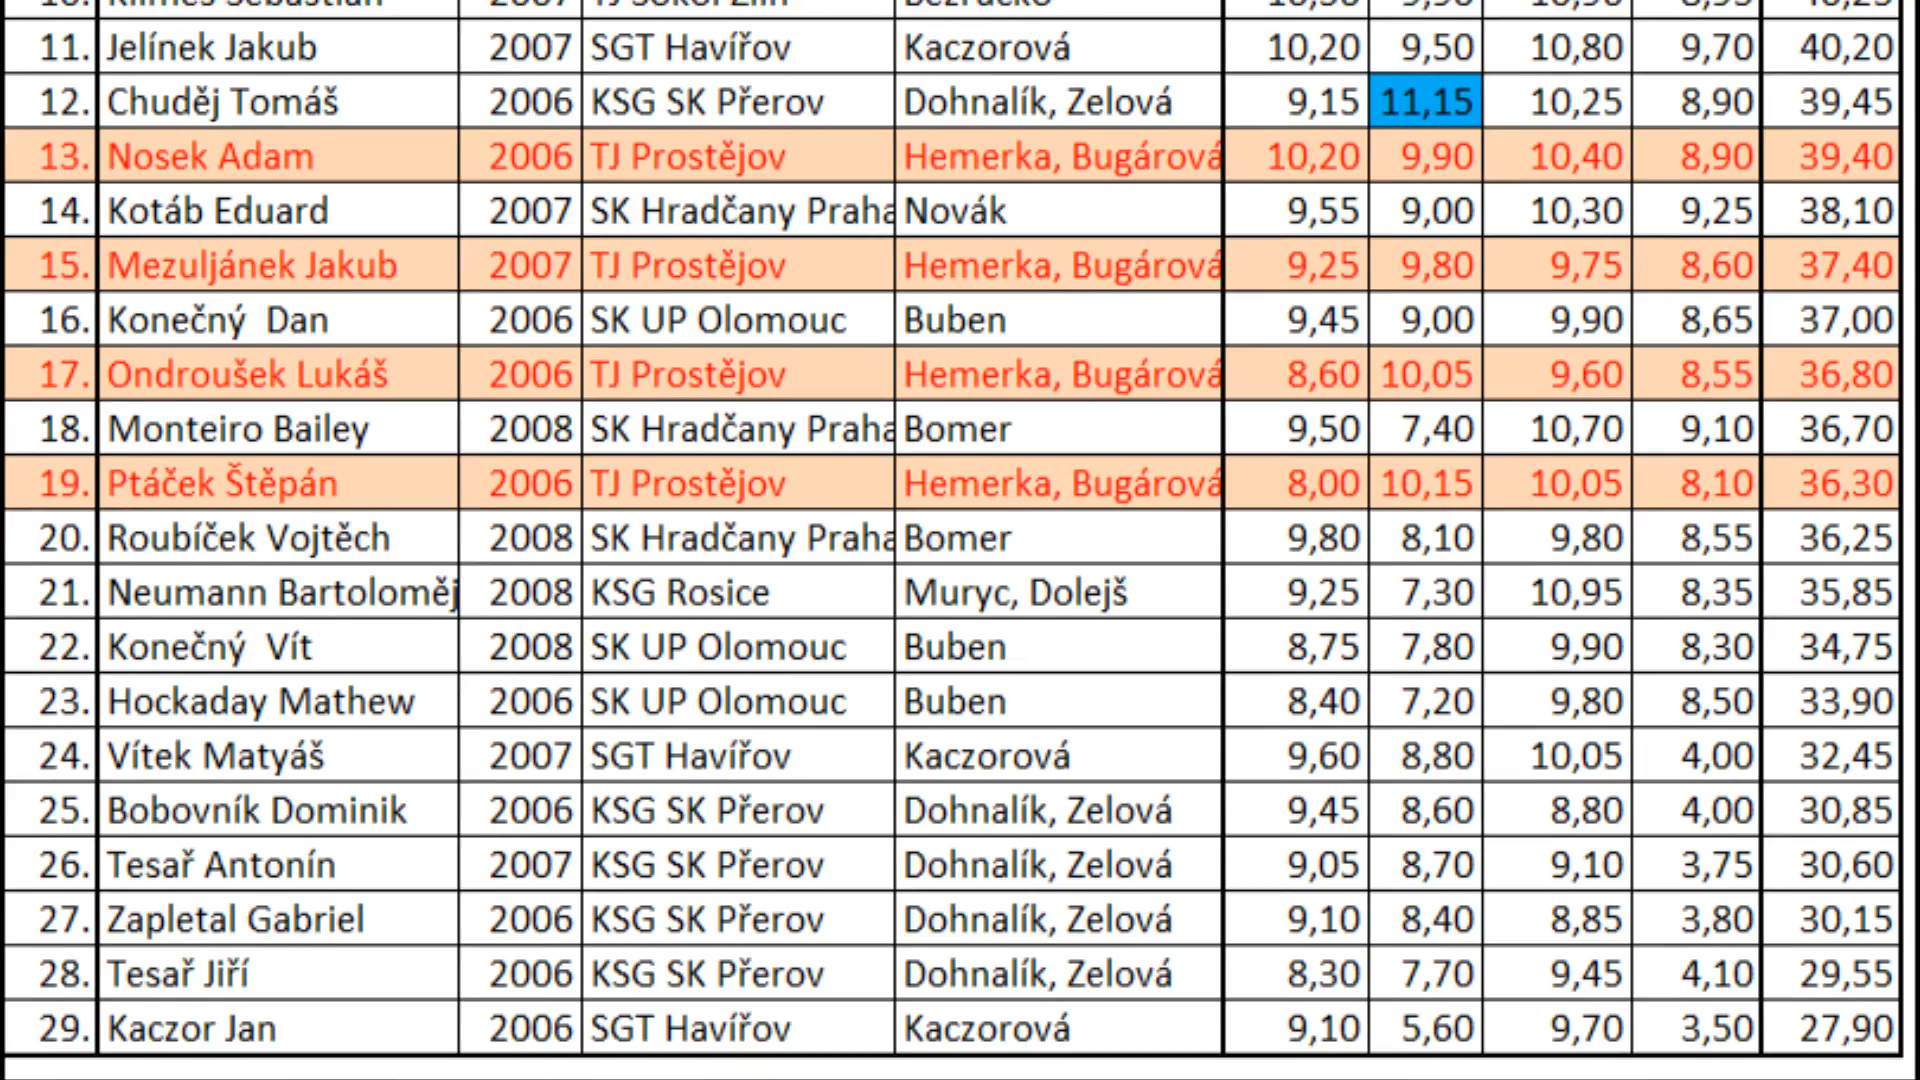 11. Jelínek Jakub 2007 SGT Havířov Kaczorová 10,20 9,50 10,80 9,70 40,20
12. Chuděj Tomáš 2006 KSG SK Přerov Dohnalík, Zelová 9,15 11,15 10,25 8,90 39,45
13. Nosek Adam 2006 TJ Prostějov Hemerka, Bugárová 10,20 9,90 10,40 8,90 39,40
14. Kotáb Eduard 2007 SK Hradčany Praha Novák 9,55 9,00 10,30 9,25 38,10
15. Mezuljánek Jakub 2007 TJ Prostějov Hemerka, Bugárová 9,25 9,80 9,75 8,60 37,40
16. Konečný  Dan 2006 SK UP Olomouc Buben 9,45 9,00 9,90 8,65 37,00
17. Ondroušek Lukáš 2006 TJ Prostějov Hemerka, Bugárová 8,60 10,05 9,60 8,55 36,80
18. Monteiro Bailey 2008 SK Hradčany Praha Bomer 9,50 7,40 10,70 9,10 36,70
19. Ptáček Štěpán 2006 TJ Prostějov Hemerka, Bugárová 8,00 10,15 10,05 8,10 36,30
20. Roubíček Vojtěch 2008 SK Hradčany Praha Bomer 9,80 8,10 9,80 8,55 36,25
21. Neumann Bartoloměj 2008 KSG Rosice Muryc, Dolejš 9,25 7,30 10,95 8,35 35,85
22. Konečný  Vít 2008 SK UP Olomouc Buben 8,75 7,80 9,90 8,30 34,75
23. Hockaday Mathew 2006 SK UP Olomouc Buben 8,40 7,20 9,80 8,50 33,90
24. Vítek Matyáš 2007 SGT Havířov Kaczorová 9,60 8,80 10,05 4,00 32,45
25. Bobovník Dominik 2006 KSG SK Přerov Dohnalík, Zelová 9,45 8,60 8,80 4,00 30,85
26. Tesař Antonín 2007 KSG SK Přerov Dohnalík, Zelová 9,05 8,70 9,10 3,75 30,60
27. Zapletal Gabriel 2006 KSG SK Přerov Dohnalík, Zelová 9,10 8,40 8,85 3,80 30,15
28. Tesař Jiří 2006 KSG SK Přerov Dohnalík, Zelová 8,30 7,70 9,45 4,10 29,55
29. Kaczor Jan 2006 SGT Havířov Kaczorová 9,10 5,60 9,70 3,50 27,90